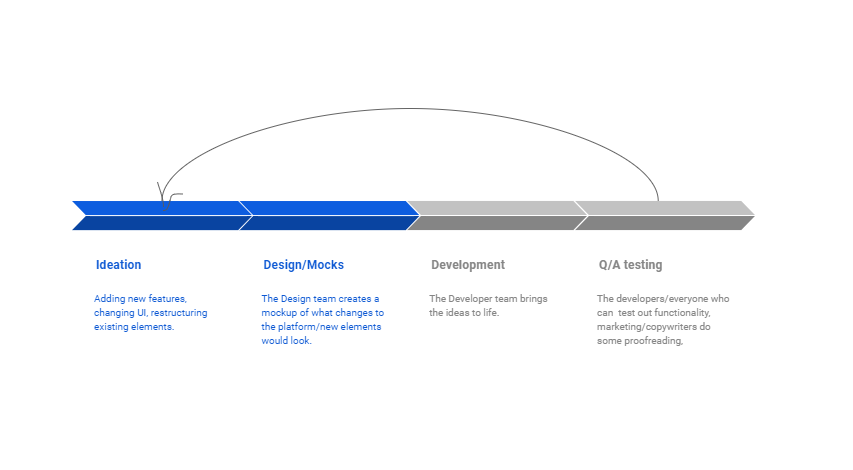 Ideation
Design/Mocks
Development
Q/A testing
Adding new features,
changing UI, restructuring
existing elements.
The Design team creates a
mockup of what changes to
the platform/new elements
would look.
The Developer team brings
the ideas to life.
The developers/everyone who
can  test out functionality,
marketing/copywriters do
some proofreading,